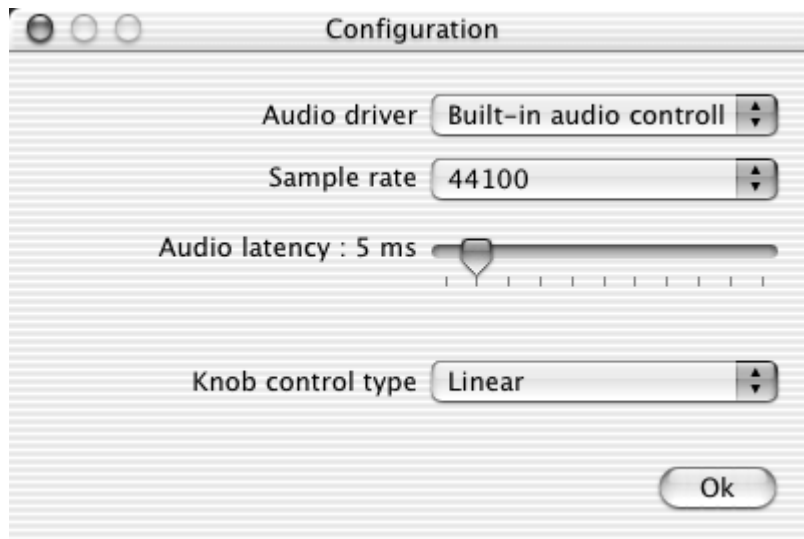 Configuration
Audio driver Built-in audio controll
Sample rate 44100
Audio latency : 5 ms
Knob control type Linear
Ok